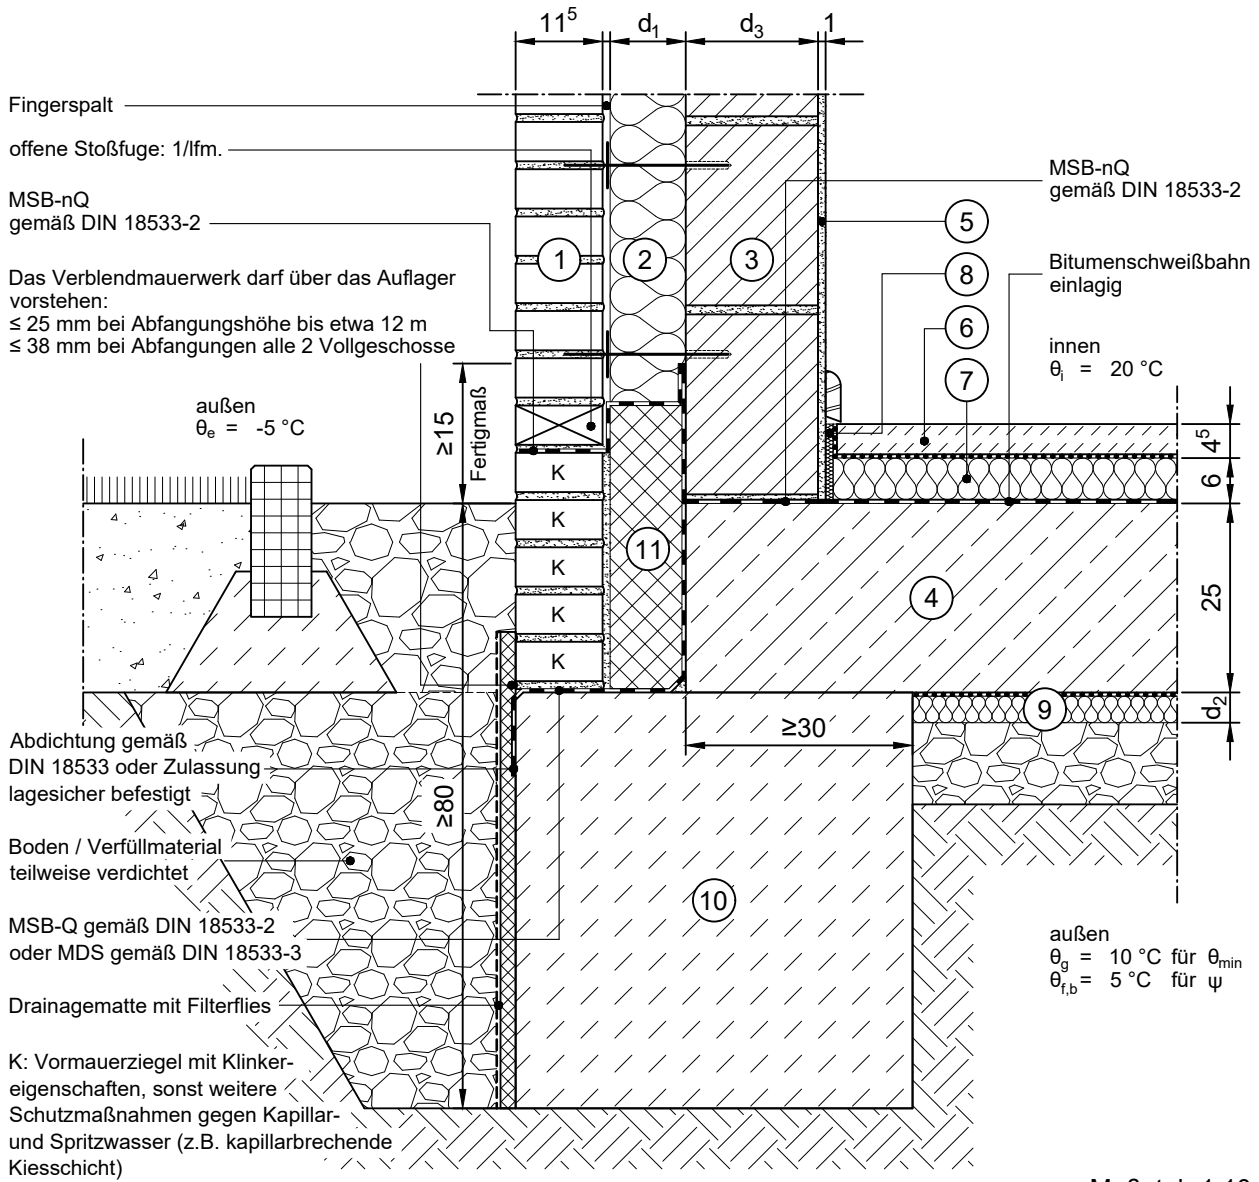 11⁵ d₁ d₃ 1
Fingerspalt
offene Stoßfuge: 1/lfm.
MSB-nQ
gemäß DIN 18533-2
Das Verblendmauerwerk darf über das Auflager
vorstehen:
≤ 25 mm bei Abfangungshöhe bis etwa 12 m
≤ 38 mm bei Abfangungen alle 2 Vollgeschosse
außen
θe = -5 °C
≥15
Fertigmaß
1
2
3
MSB-nQ
gemäß DIN 18533-2
5
8
6
7
Bitumenschweißbahn
einlagig
innen
θi = 20 °C
4⁵
6
25
d₂
K
K
K
K
K
11
4
9
≥30
≥80
10
Abdichtung gemäß
DIN 18533 oder Zulassung
lagesicher befestigt
Boden / Verfüllmaterial
teilweise verdichtet
MSB-Q gemäß DIN 18533-2
oder MDS gemäß DIN 18533-3
Drainagematte mit Filterflies
K: Vormauerziegel mit Klinker-
eigenschaften, sonst weitere
Schutzmaßnahmen gegen Kapillar-
und Spritzwasser (z.B. kapillarbrechende
Kiesschicht)
außen
θg = 10 °C für θmin
θf,b = 5 °C für ψ